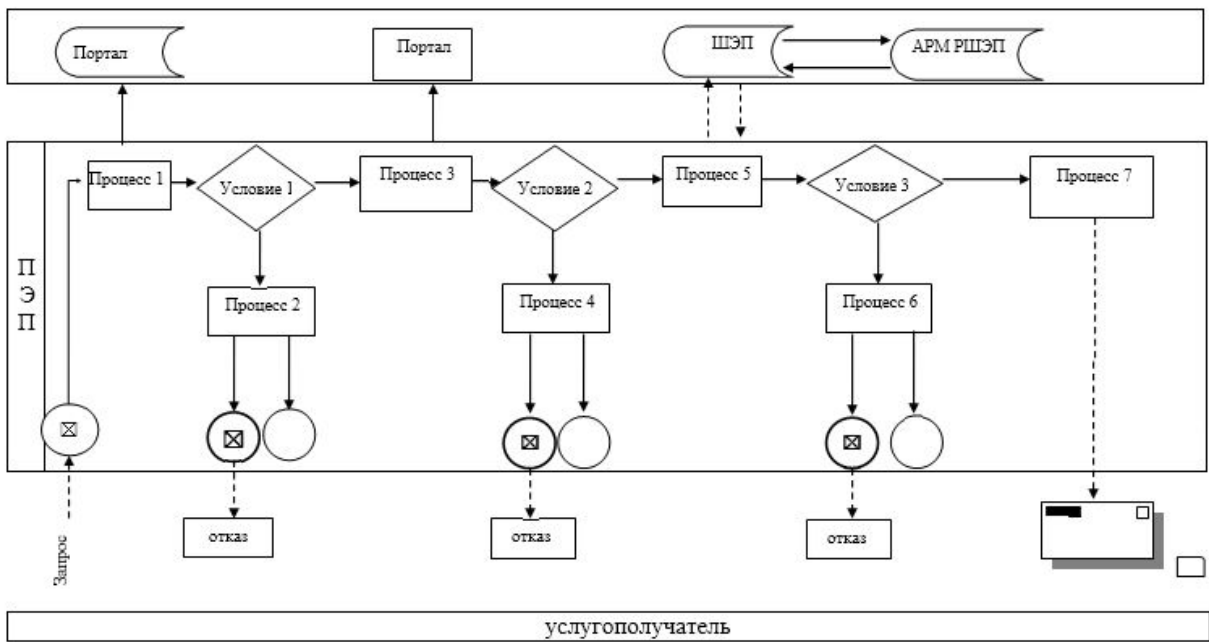 Портал
Портал
ШЭП
АРМ РШЭП
ПЭП
Процесс 1
Условие 1
Процесс 3
Условие 2
Процесс 5
Условие 3
Процесс 7
Процесс 2
Процесс 4
Процесс 6
Запрос
отказ
отказ
отказ
услугополучатель